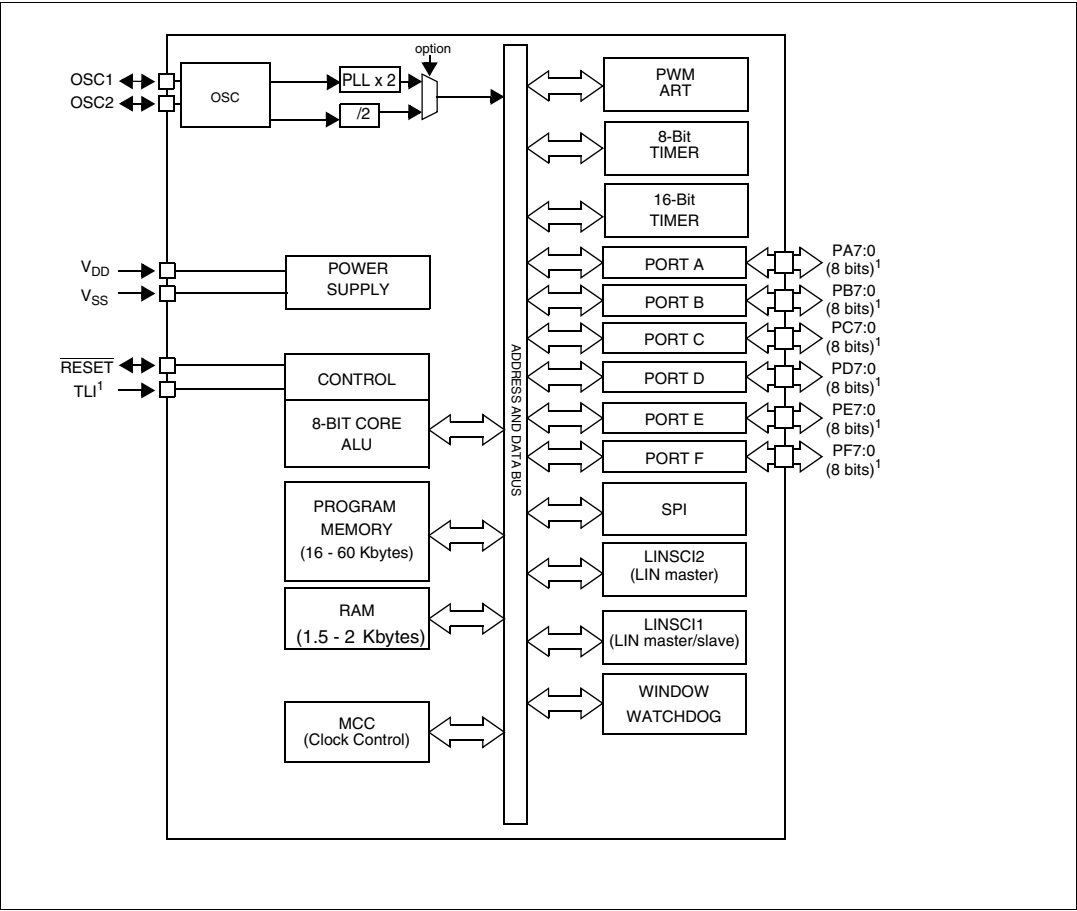 option
OSC1
OSC2
OSC
PLL x 2
/2
V_DD
V_SS
POWER
SUPPLY
RESET
TLI¹
CONTROL
8-BIT CORE
ALU
PROGRAM
MEMORY
(16 - 60 Kbytes)
RAM
(1.5 - 2 Kbytes)
MCC
(Clock Control)
ADDRESS AND DATA BUS
PWM
ART
8-Bit
TIMER
16-Bit
TIMER
PORT A
PA7:0
(8 bits)¹
PORT B
PB7:0
(8 bits)¹
PORT C
PC7:0
(8 bits)¹
PORT D
PD7:0
(8 bits)¹
PORT E
PE7:0
(8 bits)¹
PORT F
PF7:0
(8 bits)¹
SPI
LINSCI2
(LIN master)
LINSCI1
(LIN master/slave)
WINDOW
WATCHDOG